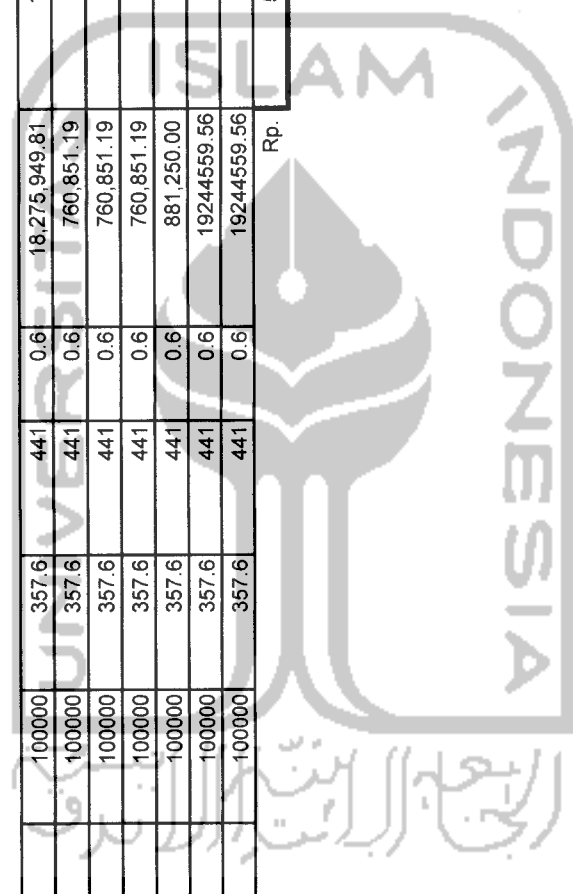 100000 357.6 441 0.6 18,275,949.81
100000 357.6 441 0.6 760,851.19
100000 357.6 441 0.6 760,851.19
100000 357.6 441 0.6 760,851.19
100000 357.6 441 0.6 881,250.00
100000 357.6 441 0.6 19244559.56
100000 357.6 441 0.6 19244559.56
Rp.
UNIVERSITAS
ISLAM
INDONESIA